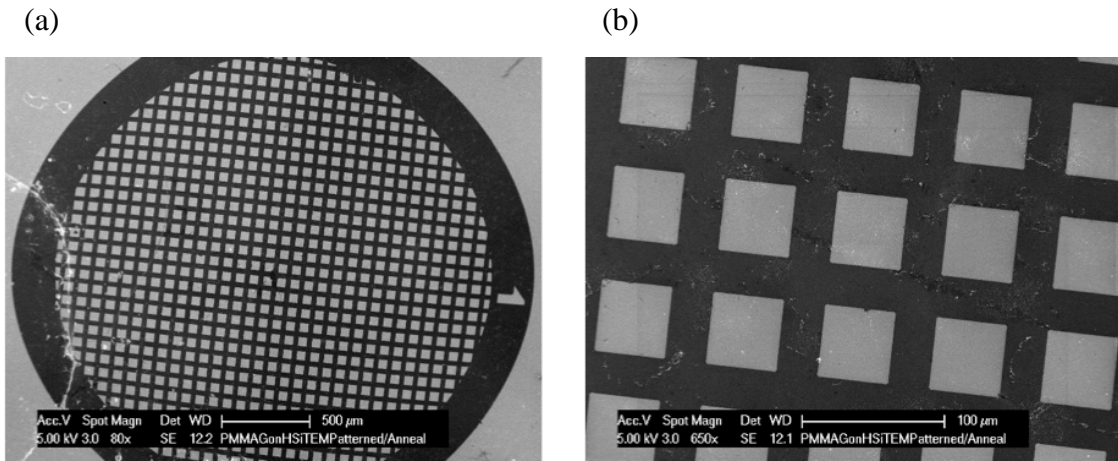 (a)
(b)
1
Acc.V Spot Magn Det WD 500 μm
5.00 kV 3.0 80x SE 12.2 PMMAGonHSiTEMPatterned/Anneal
Acc.V Spot Magn Det WD 100 μm
5.00 kV 3.0 650x SE 12.1 PMMAGonHSiTEMPatterned/Anneal